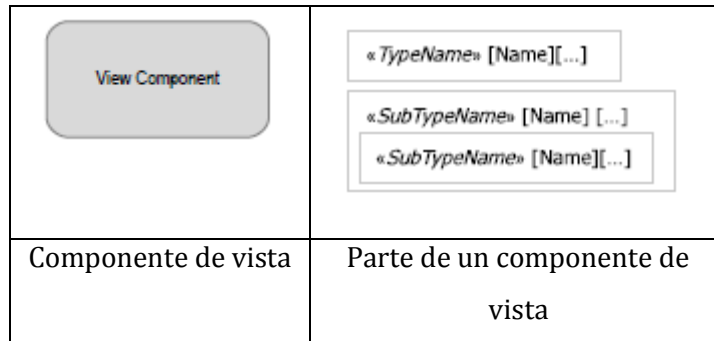 View Component
«TypeName» [Name][...]
«SubTypeName» [Name] [...]
«SubTypeName» [Name][...]
Componente de vista
Parte de un componente de
vista